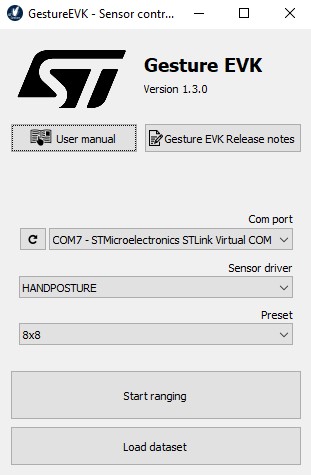 GestureEVK - Sensor contr...
ST
Gesture EVK
Version 1.3.0
User manual
Gesture EVK Release notes
Com port
COM7 - STMicroelectronics STLink Virtual COM
Sensor driver
HANDPOSTURE
Preset
8x8
Start ranging
Load dataset